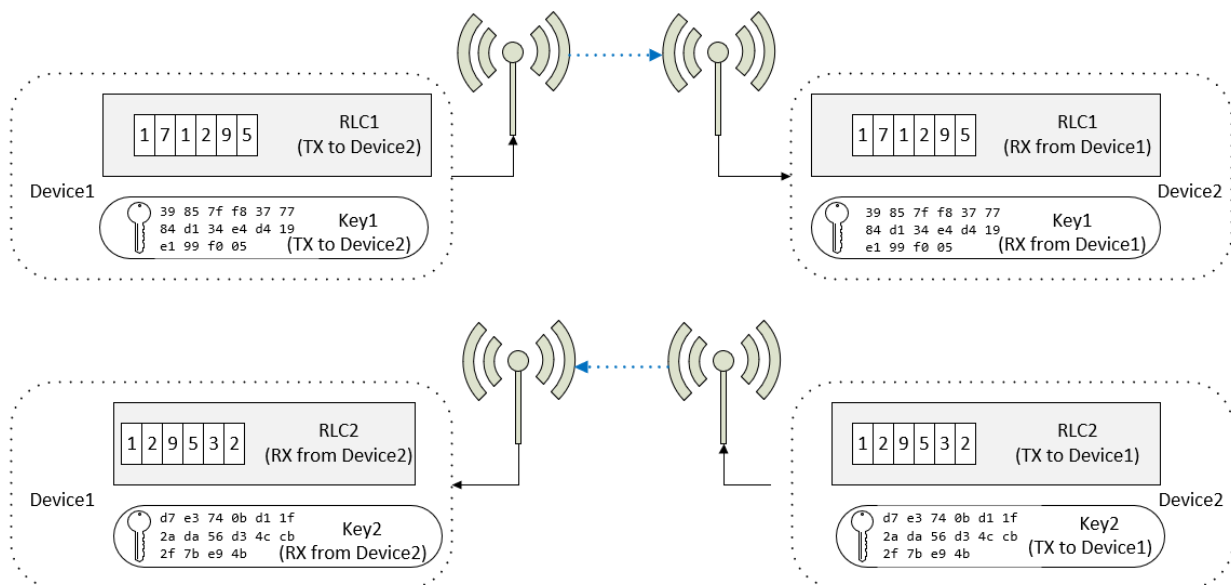 1 7 1 2 9 5
RLC1
(TX to Device2)
Device1
39 85 7f f8 37 77
84 d1 34 e4 d4 19
e1 99 f0 05
Key1
(TX to Device2)
1 7 1 2 9 5
RLC1
(RX from Device1)
Device2
39 85 7f f8 37 77
84 d1 34 e4 d4 19
e1 99 f0 05
Key1
(RX from Device1)
1 2 9 5 3 2
RLC2
(RX from Device2)
Device1
d7 e3 74 0b d1 1f
2a da 56 d3 4c cb
2f 7b e9 4b
Key2
(RX from Device2)
1 2 9 5 3 2
RLC2
(TX to Device1)
Device2
d7 e3 74 0b d1 1f
2a da 56 d3 4c cb
2f 7b e9 4b
Key2
(TX to Device1)